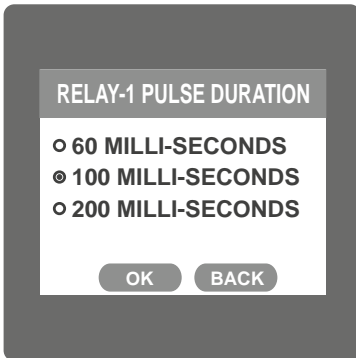 RELAY-1 PULSE DURATION
60 MILLI-SECONDS
100 MILLI-SECONDS
200 MILLI-SECONDS
OK BACK